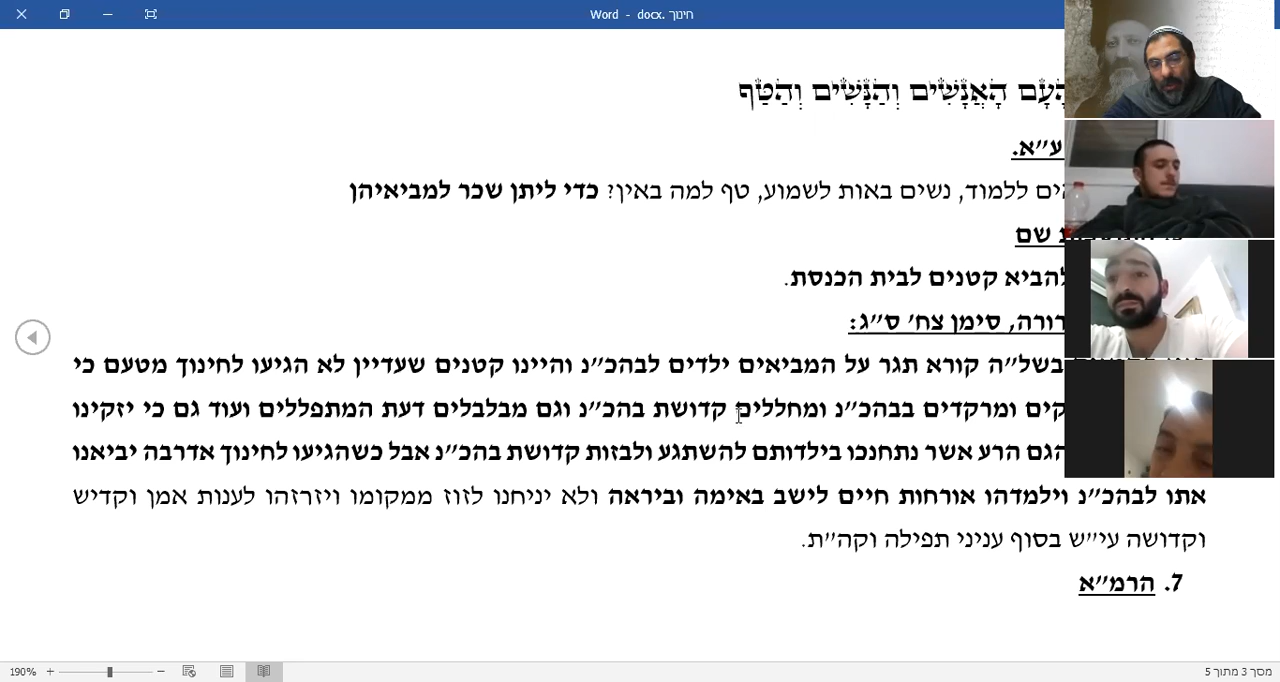 חינוך .docx - Word
הָעָם הָאֲנָשִׁים וְהַנָּשִׁים וְהַטַּף
ע"א.
ללמוד, נשים באות לשמוע, טף למה באין? כדי ליתן שכר למביאיהן
שם
להביא קטנים לבית הכנסת.
סימן צח' ס"ג:
בשל"ה קורא תגר על המביאים ילדים לבהכ"נ והיינו קטנים שעדיין לא הגיעו לחינוך מטעם כי
ומרקדים בבהכ"נ ומחללים קדושת בהכ"נ וגם מבלבלים דעת המתפללים ועוד גם כי יזקינו
הרע אשר נתחנכו בילדותם להשתגע ולבזות קדושת בהכ"נ אבל כשהגיעו לחינוך אדרבה יביאנו
אתו לבהכ"נ וילמדהו אורחות חיים לישב באימה וביראה ולא יניחנו לזוז ממקומו ויזרזהו לענות אמן וקדיש
וקדושה עי"ש בסוף עניני תפילה וקה"ת.
7. הרמ"א
מסך 3 מתוך 5
190%